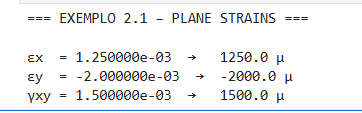 === EXEMPLO 2.1 – PLANE STRAINS ===
εx = 1.250000e-03 → 1250.0 μ
εy = -2.000000e-03 → -2000.0 μ
γxy = 1.500000e-03 → 1500.0 μ